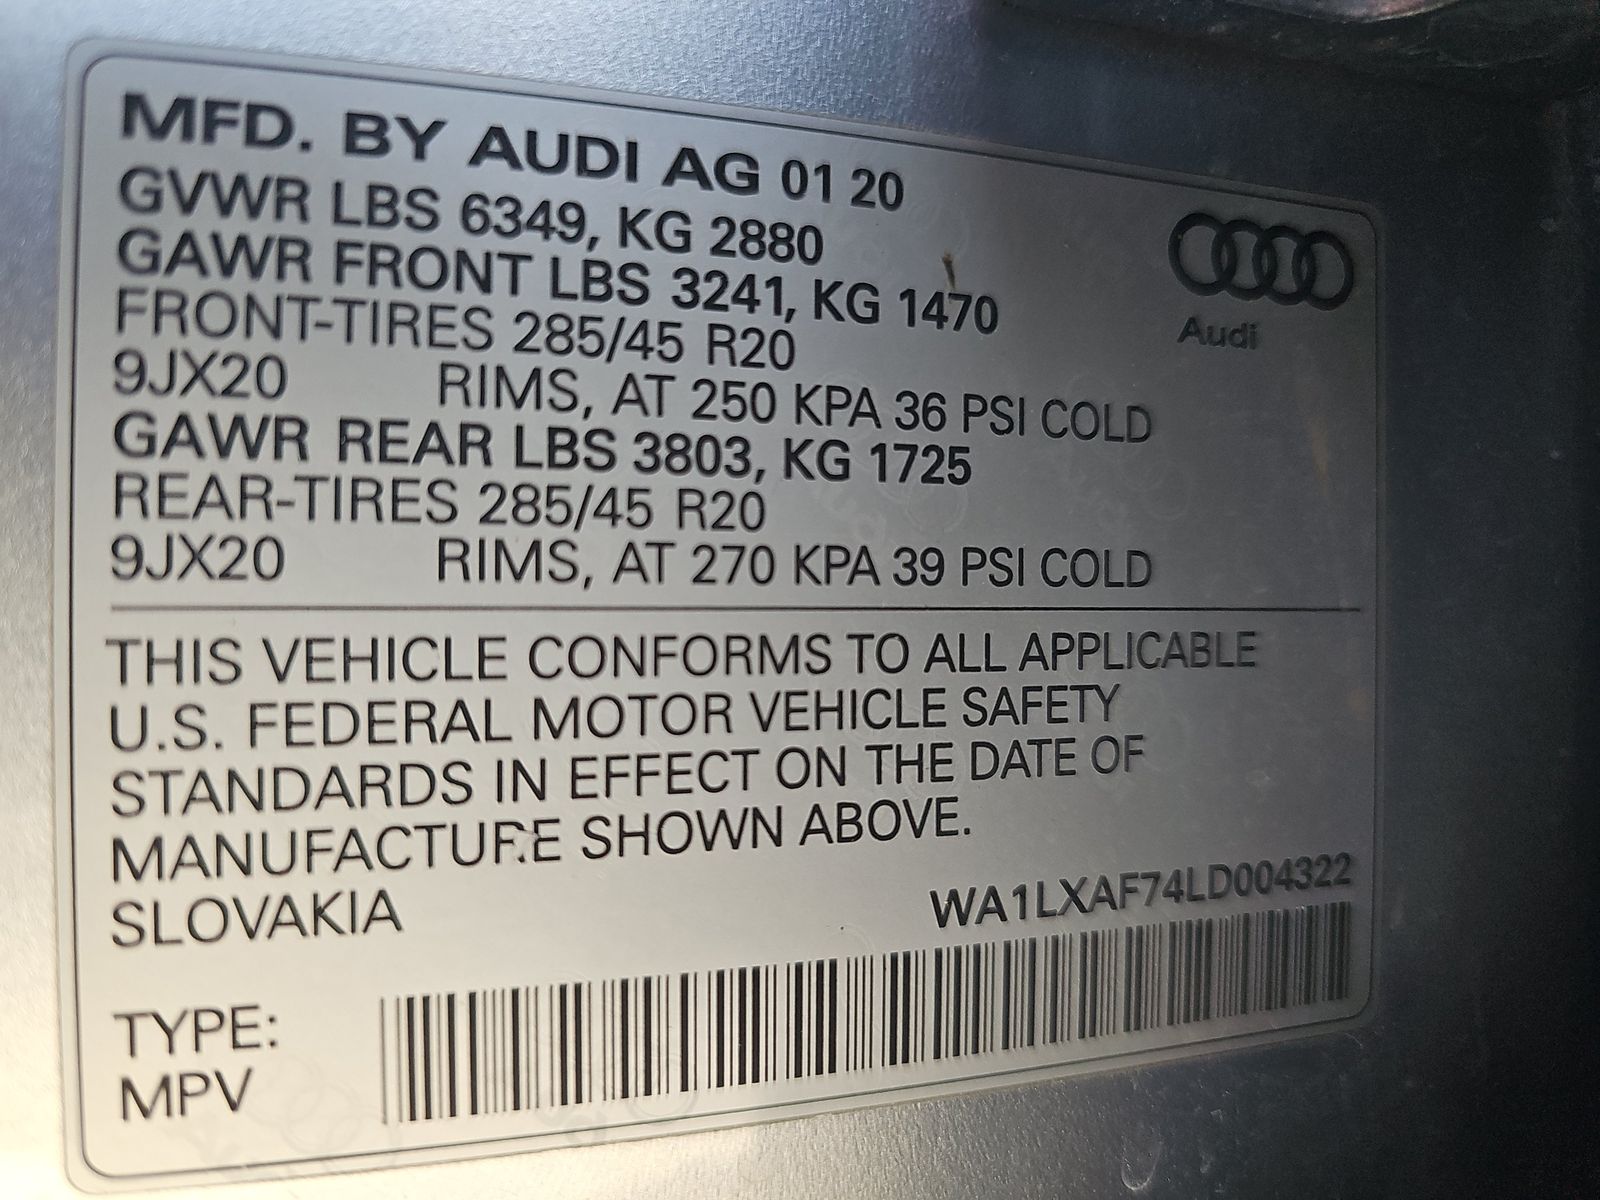 MFD. BY AUDI AG 01 20
GVWR LBS 6349, KG 2880
GAWR FRONT LBS 3241, KG 1470
FRONT-TIRES 285/45 R20
9JX20 RIMS, AT 250 KPA 36 PSI COLD
GAWR REAR LBS 3803, KG 1725
REAR-TIRES 285/45 R20
9JX20 RIMS, AT 270 KPA 39 PSI COLD
Audi
THIS VEHICLE CONFORMS TO ALL APPLICABLE
U.S. FEDERAL MOTOR VEHICLE SAFETY
STANDARDS IN EFFECT ON THE DATE OF
MANUFACTURE SHOWN ABOVE.
SLOVAKIA
WA1LXAF74LD004322
TYPE:
MPV